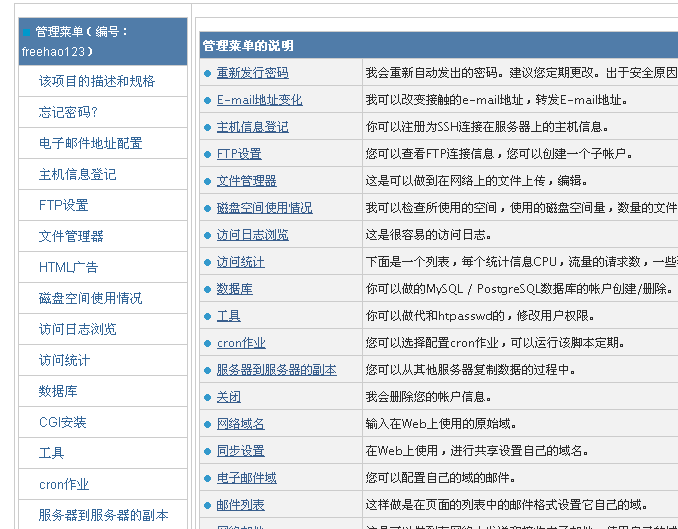 管理菜单(编号：
freehao123)
该项目的描述和规格
忘记密码?
电子邮件地址配置
主机信息登记
FTP设置
文件管理器
HTML广告
磁盘空间使用情况
访问日志浏览
访问统计
数据库
CGI安装
工具
cron作业
服务器到服务器的副本
管理菜单的说明
重新发行密码 我会重新自动发出的密码。建议您定期更改。出于安全原因
E-mail地址变化 我可以改变接触的e-mail地址，转发E-mail地址。
主机信息登记 你可以注册为SSH连接在服务器上的主机信息。
FTP设置 您可以查看FTP连接信息，您可以创建一个子帐户。
文件管理器 这是可以做到在网络上的文件上传，编辑。
磁盘空间使用情况 我可以检查所使用的空间，使用的磁盘空间量，数量的文件
访问日志浏览 这是很容易的访问日志。
访问统计 下面是一个列表，每个统计信息CPU，流量的请求数，一些
数据库 你可以做的MySQL / PostgreSQL数据库的帐户创建/删除。
工具 你可以做代和htpasswd的，修改用户权限。
cron作业 您可以选择配置cron作业，可以运行该脚本定期。
服务器到服务器的副本 您可以从其他服务器复制数据的过程中。
关闭 我会删除您的帐户信息。
网络域名 输入在Web上使用的原始域。
同步设置 在Web上使用，进行共享设置自己的域名。
电子邮件域 您可以配置自己的域的邮件。
邮件列表 这样做是在页面的列表中的邮件格式设置它自己的域。